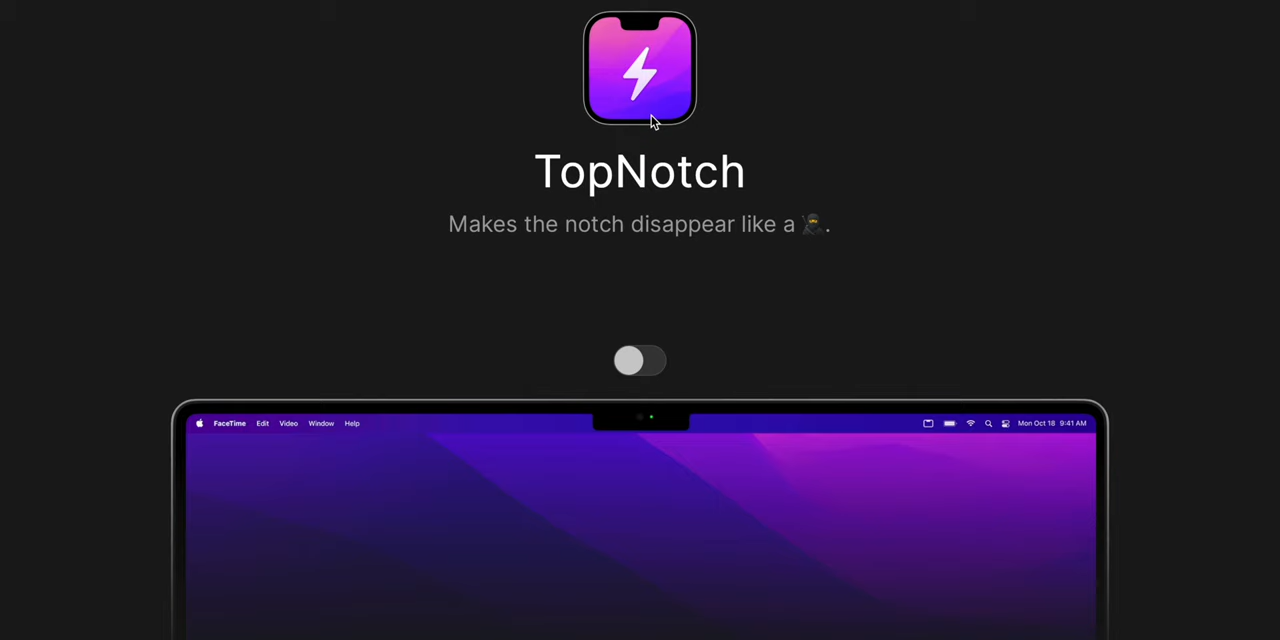 TopNotch
Makes the notch disappear like a 🥷.
FaceTime Edit Video Window Help Mon Oct 18 9:41 AM